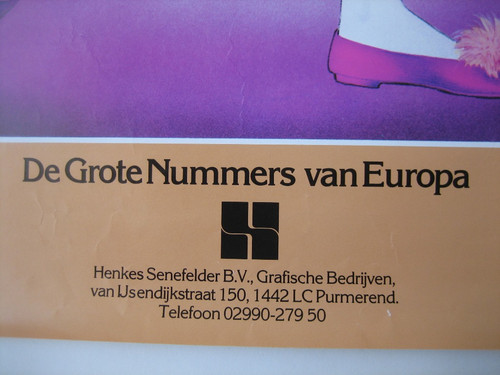 De Grote Nummers van Europa
Henkes Senefelder B.V., Grafische Bedrijven,
van IJsendijkstraat 150, 1442 LC Purmerend.
Telefoon 02990-279 50